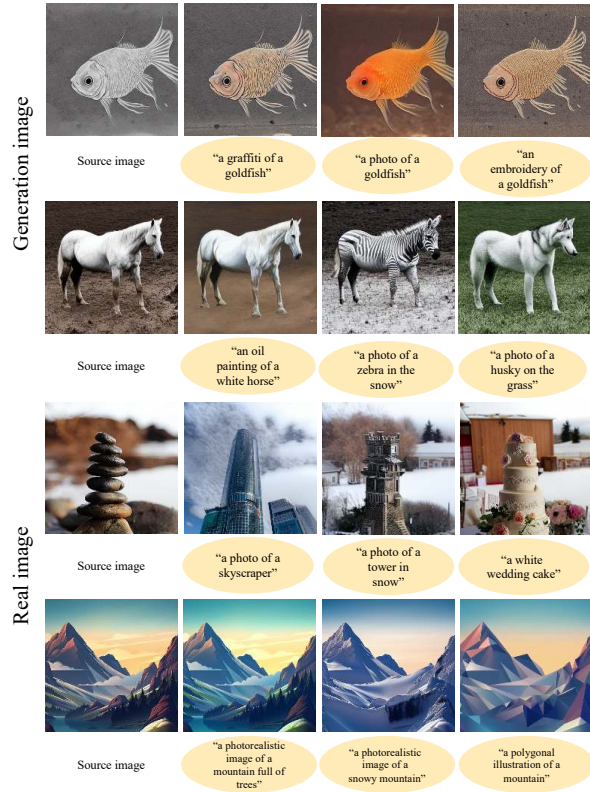 Generation image
Source image
“a graffiti of a
goldfish”
“a photo of a
goldfish”
“an
embroidery of
a goldfish”
Source image
“an oil
painting of a
white horse”
“a photo of a
zebra in the
snow”
“a photo of a
husky on the
grass”
Real image
Source image
“a photo of a
skyscraper”
“a photo of a
tower in
snow”
“a white
wedding cake”
Source image
“a photorealistic
image of a
mountain full of
trees”
“a photorealistic
image of a
snowy mountain”
“a polygonal
illustration of a
mountain”